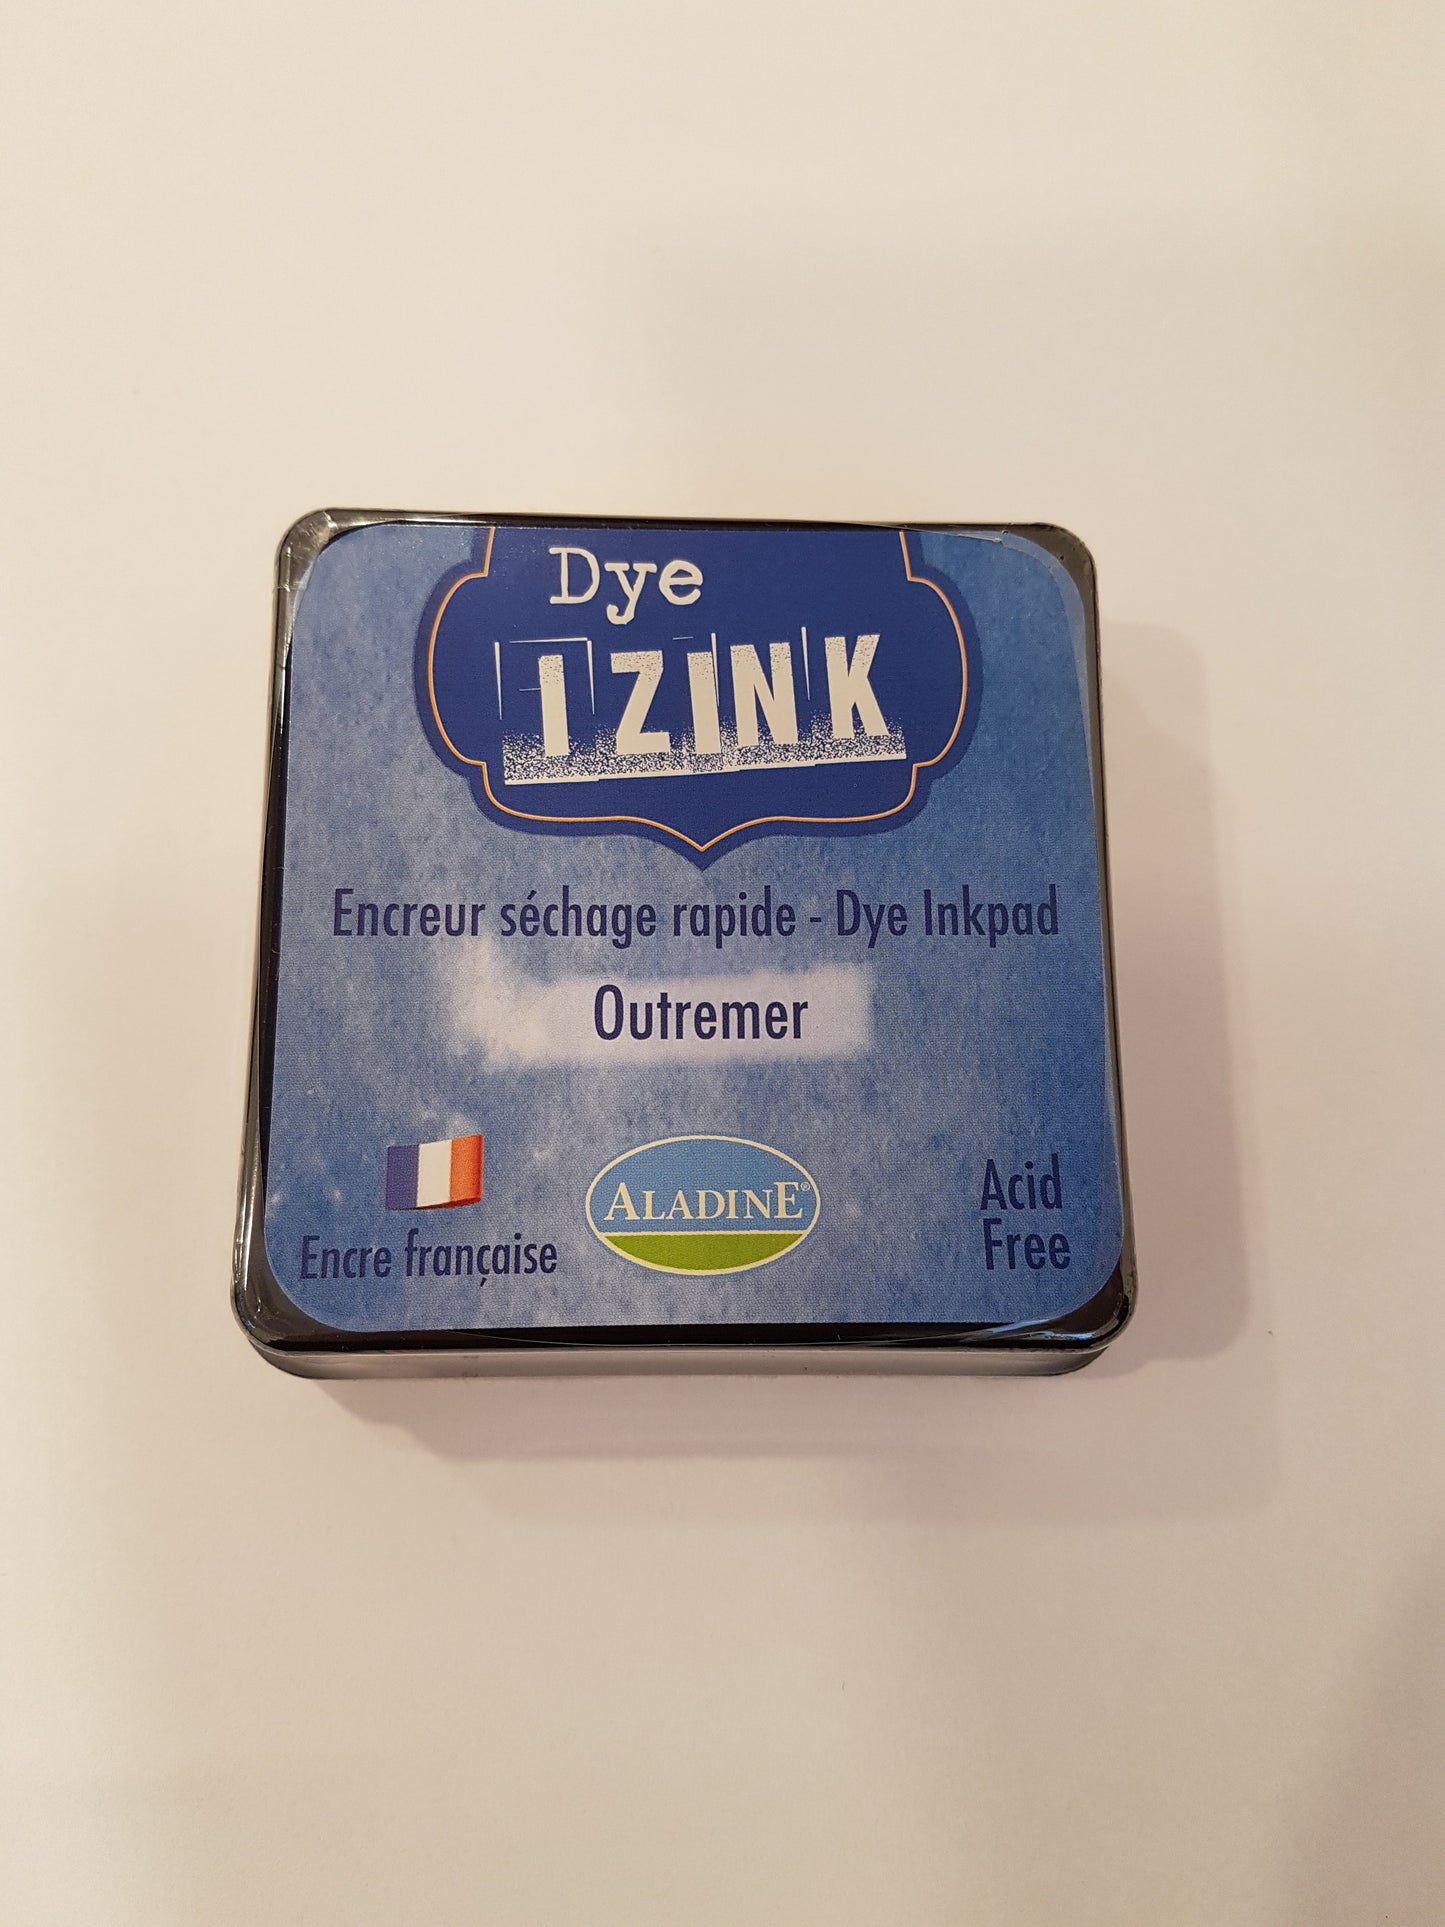 Dye
IZINK
Encreur séchage rapide - Dye Inkpad
Outremer
Encre française
ALADINE®
Acid
Free